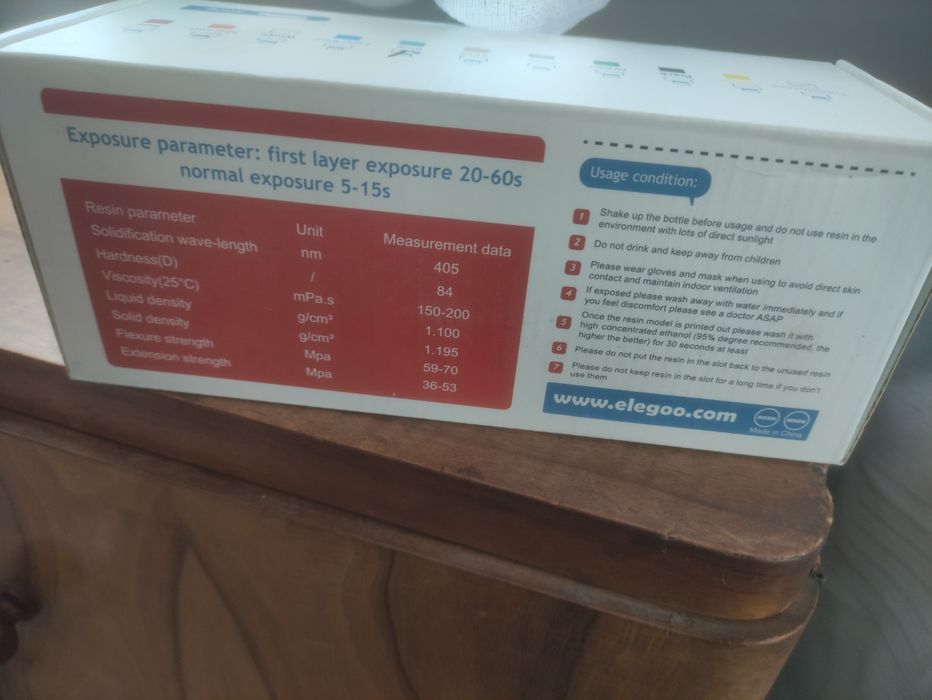 Black
Exposure parameter: first layer exposure 20-60s
normal exposure 5-15s
Resin parameter Unit Measurement data
Solidification wave-length nm 405
Hardness(D) / 84
Viscosity(25°C) mPa.s 150-200
Liquid density g/cm³ 1.100
Solid density g/cm³ 1.195
Flexure strength Mpa 59-70
Extension strength Mpa 36-53
Usage condition:
1 Shake up the bottle before usage and do not use resin in the
environment with lots of direct sunlight
2 Do not drink and keep away from children
3 Please wear gloves and mask when using to avoid direct skin
contact and maintain indoor ventilation
4 If exposed please wash away with water immediately and if
you feel discomfort please see a doctor ASAP
5 Once the resin model is printed out please wash it with
high concentrated ethanol (95% degree recommended, the
higher the better) for 30 seconds at least
6 Please do not put the resin in the slot back to the unused resin
7 Please do not keep resin in the slot for a long time if you don't
use them
www.elegoo.com
Made in China